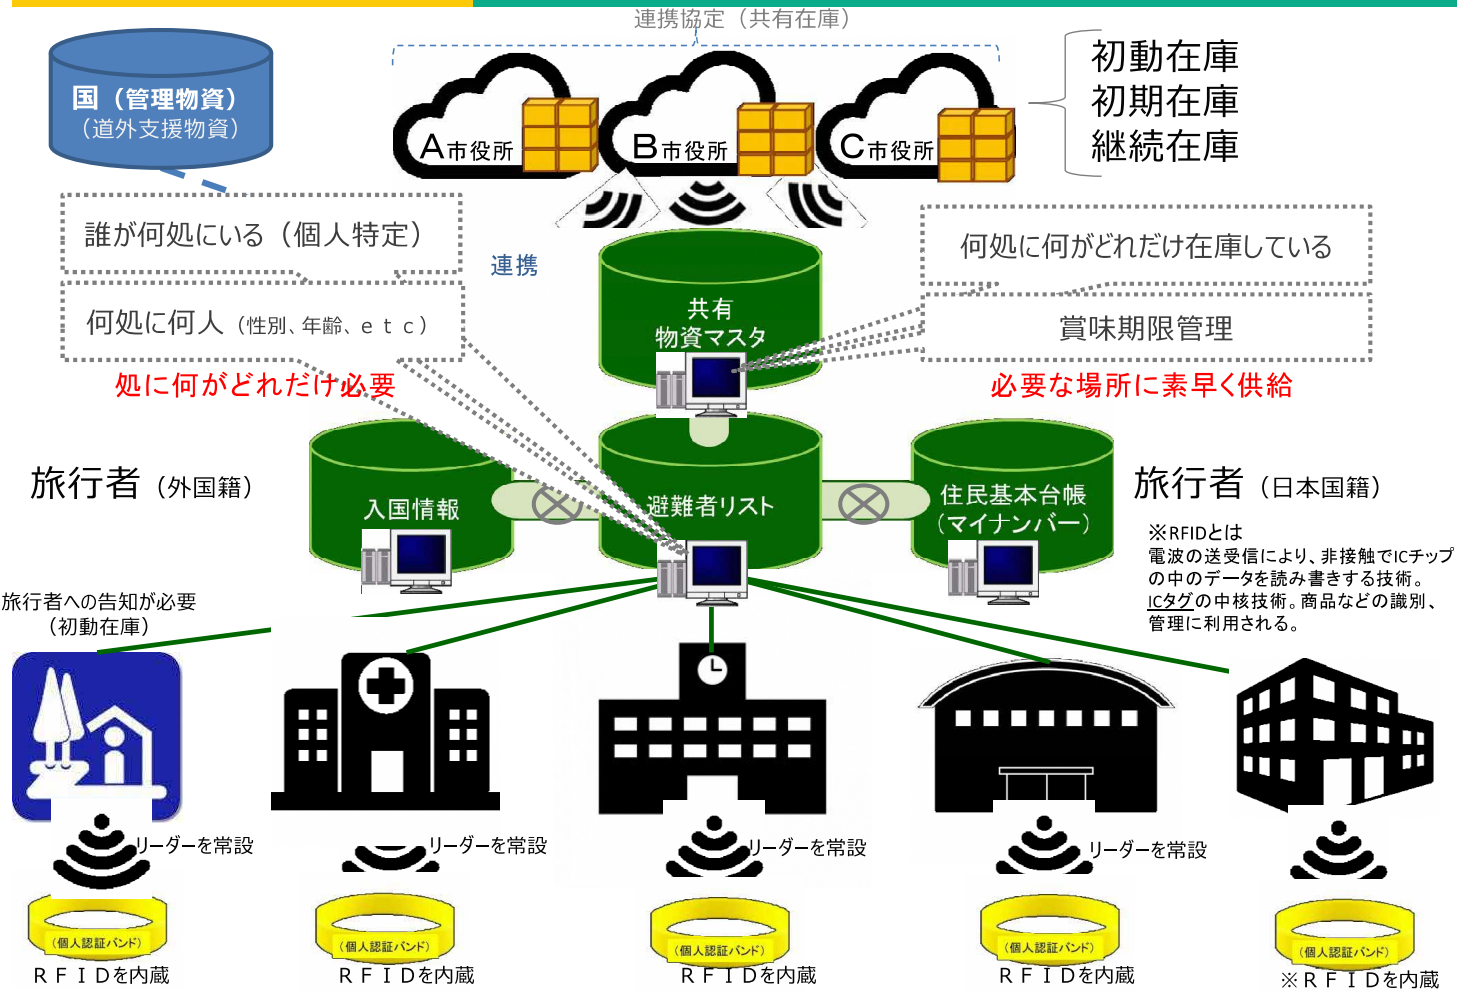 連携協定（共有在庫）
国（管理物資）
（道外支援物資）
A市役所
B市役所
C市役所
初動在庫
初期在庫
継続在庫
誰が何処にいる（個人特定）
何処に何人（性別、年齢、ｅｔｃ）
処に何がどれだけ必要
連携
共有
物資マスタ
何処に何がどれだけ在庫している
賞味期限管理
必要な場所に素早く供給
旅行者（外国籍）
入国情報
避難者リスト
住民基本台帳
（マイナンバー）
旅行者（日本国籍）
※RFIDとは
電波の送受信により、非接触でICチップ
の中のデータを読み書きする技術。
ICタグの中核技術。商品などの識別、
管理に利用される。
旅行者への告知が必要
（初動在庫）
リーダーを常設
リーダーを常設
リーダーを常設
リーダーを常設
（個人認証バンド）
（個人認証バンド）
（個人認証バンド）
（個人認証バンド）
（個人認証バンド）
ＲＦＩＤを内蔵
ＲＦＩＤを内蔵
ＲＦＩＤを内蔵
ＲＦＩＤを内蔵
※ＲＦＩＤを内蔵